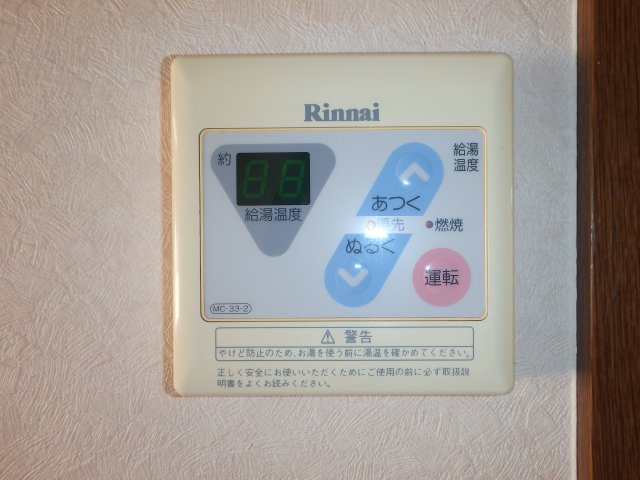 Rinnai
約
給湯温度
給湯
温度
あつく
優先
燃焼
ぬるく
運転
MC-33-2
⚠ 警告
やけど防止のため、お湯を使う前に湯温を確かめてください。
正しく安全にお使いいただくためにご使用の前に必ず取扱説
明書をよくお読みください。